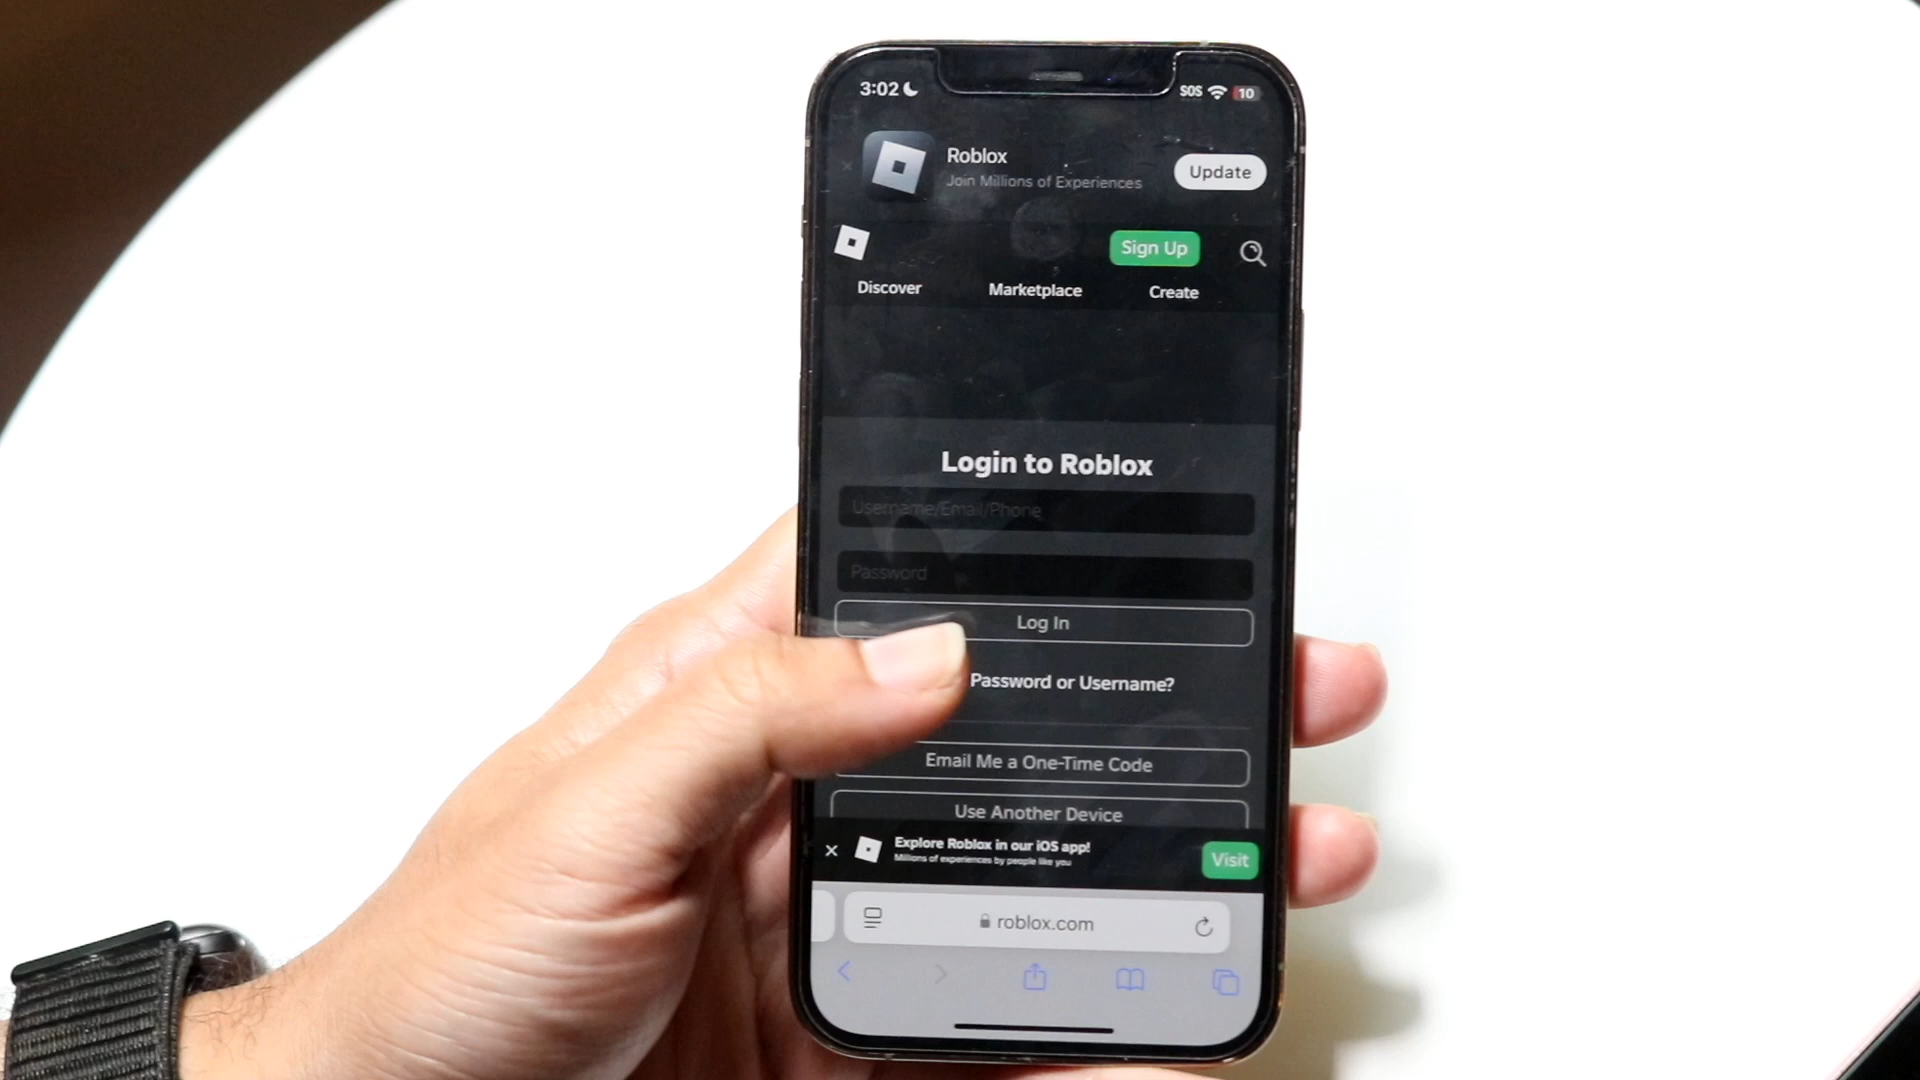 3:02
SOS
10
Roblox
Join Millions of Experiences
Update
Sign Up
Discover
Marketplace
Create
Login to Roblox
Username/Email/Phone
Password
Log In
Password or Username?
Email Me a One-Time Code
Use Another Device
Explore Roblox in our iOS app!
Millions of experiences by people like you
Visit
roblox.com